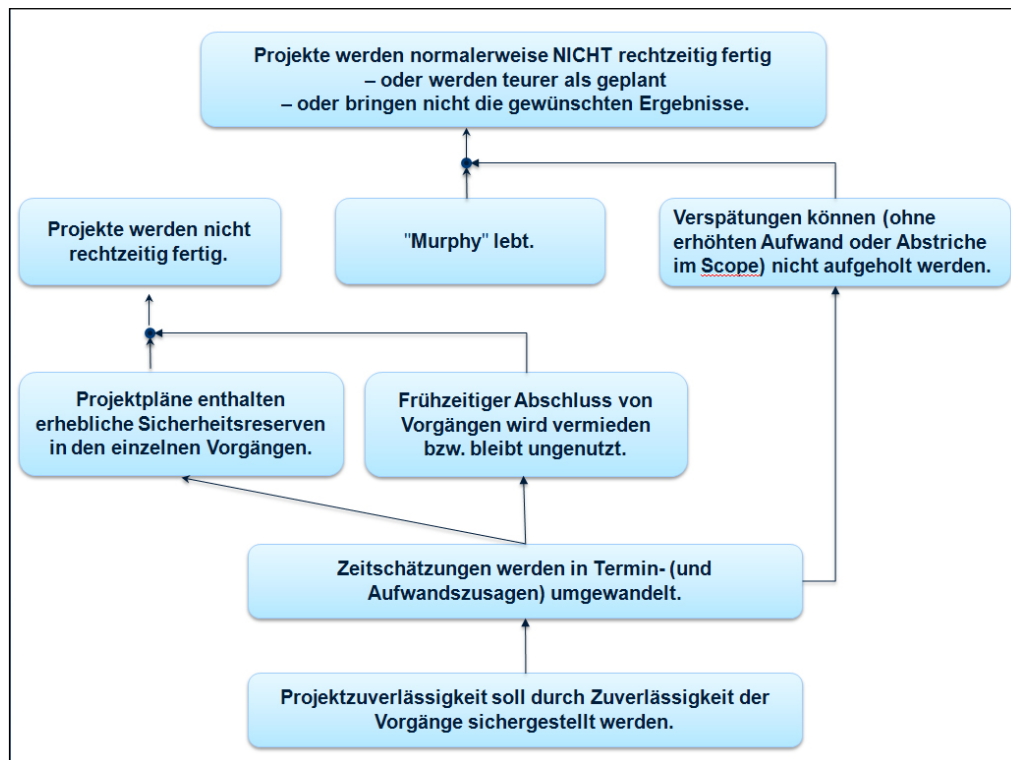 Projekte werden normalerweise NICHT rechtzeitig fertig
– oder werden teurer als geplant
– oder bringen nicht die gewünschten Ergebnisse.
Projekte werden nicht
rechtzeitig fertig.
"Murphy" lebt.
Verspätungen können (ohne
erhöhten Aufwand oder Abstriche
im Scope) nicht aufgeholt werden.
Projektpläne enthalten
erhebliche Sicherheitsreserven
in den einzelnen Vorgängen.
Frühzeitiger Abschluss von
Vorgängen wird vermieden
bzw. bleibt ungenutzt.
Zeitschätzungen werden in Termin- (und
Aufwandszusagen) umgewandelt.
Projektzuverlässigkeit soll durch Zuverlässigkeit der
Vorgänge sichergestellt werden.